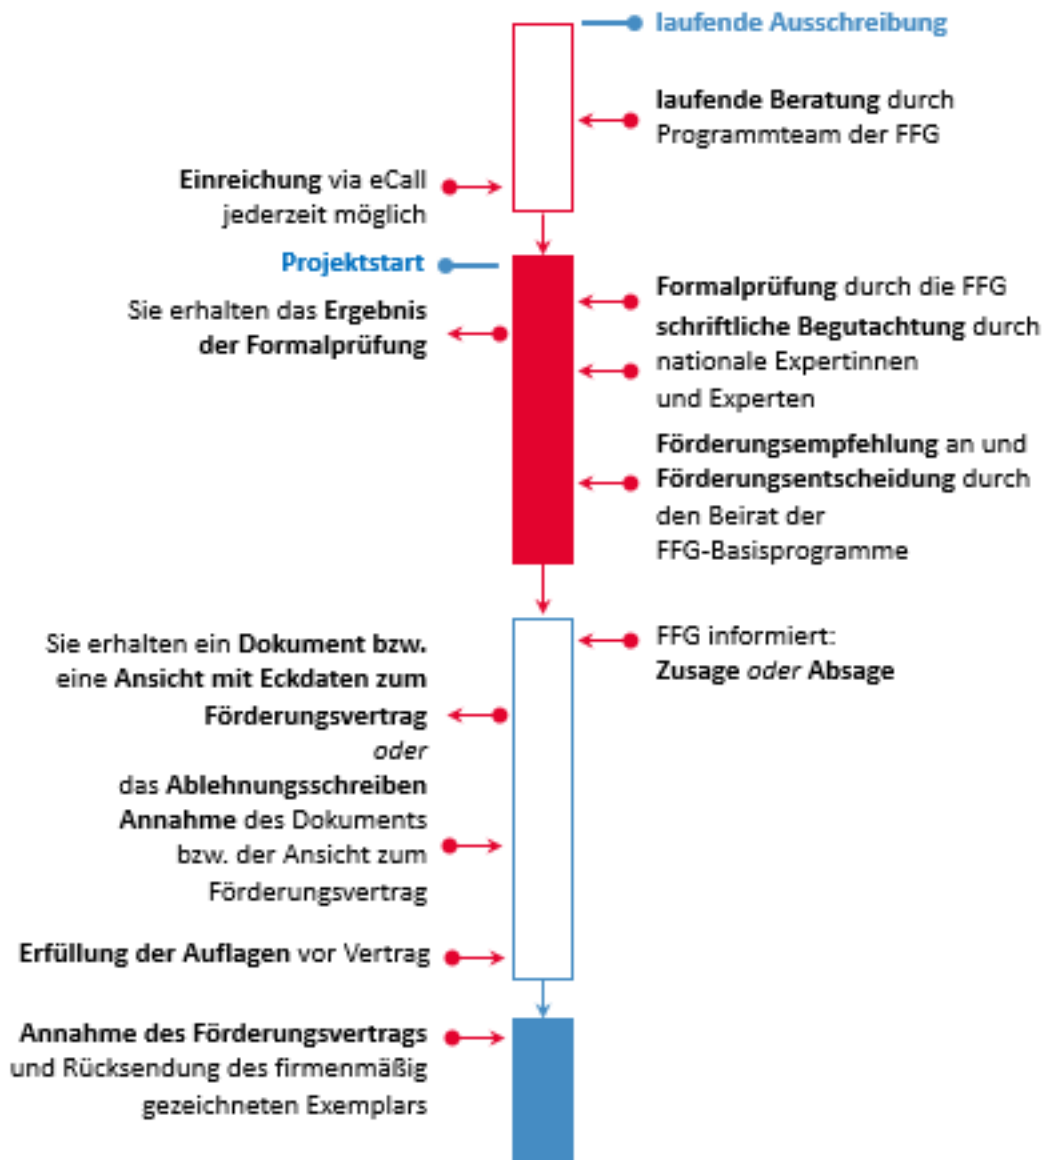 laufende Ausschreibung
laufende Beratung durch
Programmteam der FFG
Einreichung via eCall
jederzeit möglich
Projektstart
Sie erhalten das Ergebnis
der Formalprüfung
Formalprüfung durch die FFG
schriftliche Begutachtung durch
nationale Expertinnen
und Experten
Förderungsempfehlung an und
Förderungsentscheidung durch
den Beirat der
FFG-Basisprogramme
FFG informiert:
Zusage oder Absage
Sie erhalten ein Dokument bzw.
eine Ansicht mit Eckdaten zum
Förderungsvertrag
oder
das Ablehnungsschreiben
Annahme des Dokuments
bzw. der Ansicht zum
Förderungsvertrag
Erfüllung der Auflagen vor Vertrag
Annahme des Förderungsvertrags
und Rücksendung des firmenmäßig
gezeichneten Exemplars